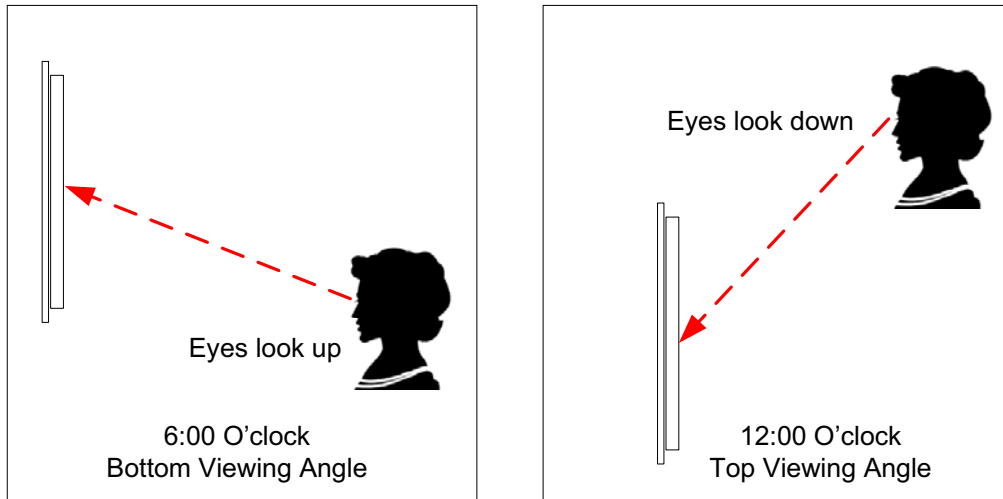 Eyes look up
6:00 O’clock
Bottom Viewing Angle
Eyes look down
12:00 O’clock
Top Viewing Angle